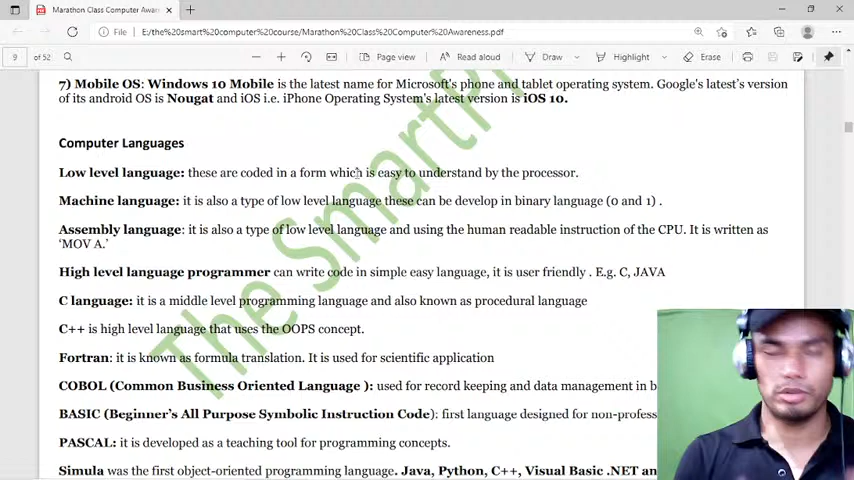 Marathon Class Computer Awar
File
E:/the%20smart%20computer%20course/Marathon%20Class%20Computer%20Awareness.pdf
9 of 52
Page view
Read aloud
Draw
Highlight
Erase
7) Mobile OS: Windows 10 Mobile is the latest name for Microsoft's phone and tablet operating system. Google's latest's version
of its android OS is Nougat and iOS i.e. iPhone Operating System's latest version is iOS 10.
Computer Languages
Low level language: these are coded in a form which is easy to understand by the processor.
Machine language: it is also a type of low level language these can be develop in binary language (0 and 1) .
Assembly language: it is also a type of low level language and using the human readable instruction of the CPU. It is written as
‘MOV A.’
High level language programmer can write code in simple easy language, it is user friendly . E.g. C, JAVA
C language: it is a middle level programming language and also known as procedural language
C++ is high level language that uses the OOPS concept.
Fortran: it is known as formula translation. It is used for scientific application
COBOL (Common Business Oriented Language ): used for record keeping and data management in b
BASIC (Beginner’s All Purpose Symbolic Instruction Code): first language designed for non-profess
PASCAL: it is developed as a teaching tool for programming concepts.
Simula was the first object-oriented programming language. Java, Python, C++, Visual Basic .NET an
The SmartP